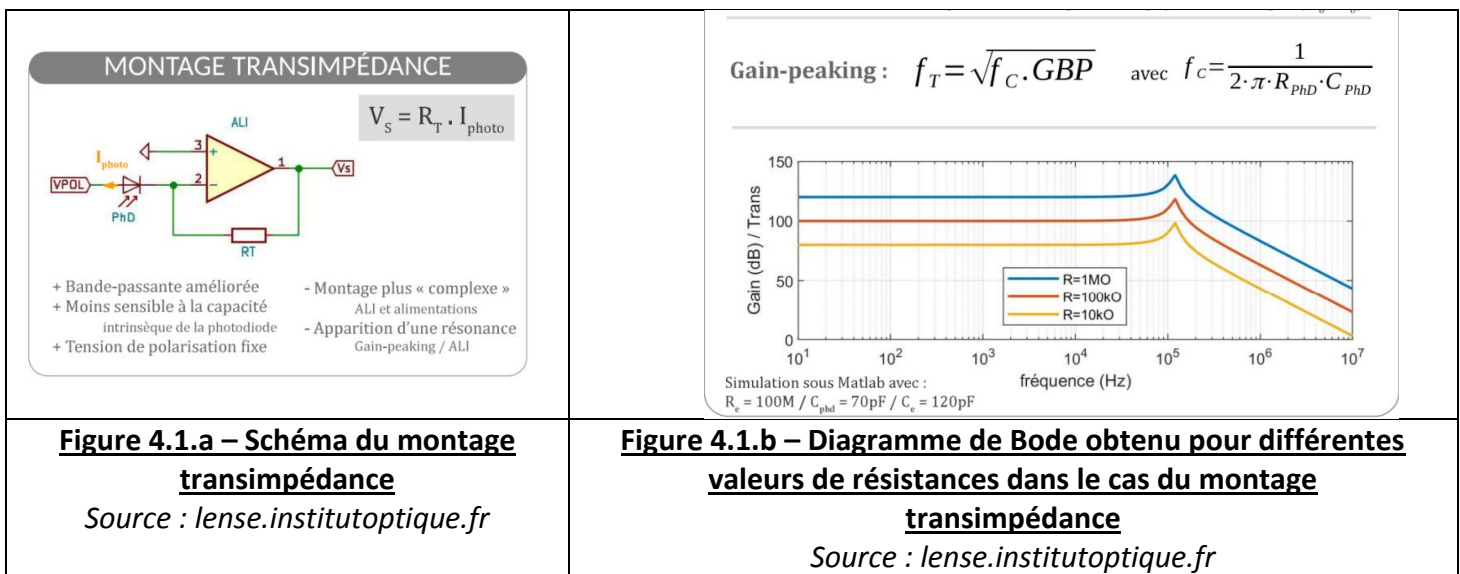 MONTAGE TRANSIMPÉDANCE
V_S = R_T . I_photo
ALI
I_photo
3
+
1
Vs
VPOL
2
-
PhD
RT
+ Bande-passante améliorée
+ Moins sensible à la capacité
intrinsèque de la photodiode
+ Tension de polarisation fixe
- Montage plus « complexe »
ALI et alimentations
- Apparition d'une résonance
Gain-peaking / ALI
Gain-peaking : f_T = √f_C . GBP avec f_C = 1 / 2·π·R_PhD·C_PhD
150
100
50
0
Gain (dB) / Trans
R=1MO
R=100kO
R=10kO
10^1 10^2 10^3 10^4 10^5 10^6 10^7
fréquence (Hz)
Simulation sous Matlab avec :
R_e = 100M / C_phd = 70pF / C_e = 120pF
Figure 4.1.a – Schéma du montage
transimpédance
Source : lense.institutoptique.fr
Figure 4.1.b – Diagramme de Bode obtenu pour différentes
valeurs de résistances dans le cas du montage
transimpédance
Source : lense.institutoptique.fr